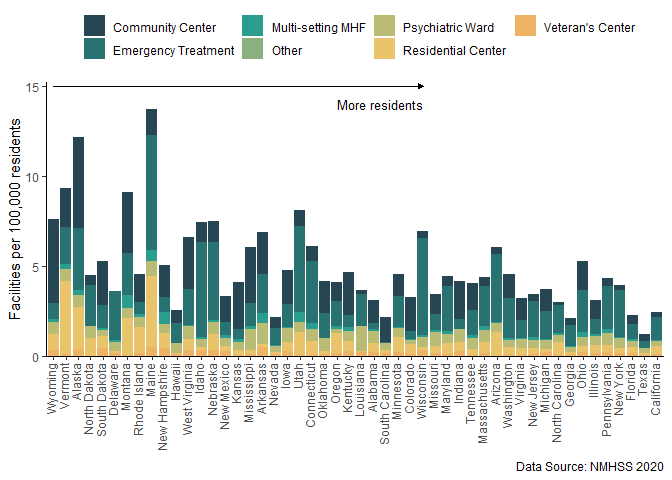 Community Center Multi-setting MHF Psychiatric Ward Veteran's Center
Emergency Treatment Other Residential Center
15
More residents
10
5
0
Facilities per 100,000 residents
Wyoming
Vermont
Alaska
North Dakota
South Dakota
Delaware
Montana
Rhode Island
Maine
New Hampshire
Hawaii
West Virginia
Idaho
Nebraska
New Mexico
Kansas
Mississippi
Arkansas
Nevada
Iowa
Utah
Connecticut
Oklahoma
Oregon
Kentucky
Louisiana
Alabama
South Carolina
Minnesota
Colorado
Wisconsin
Missouri
Maryland
Indiana
Tennessee
Massachusetts
Arizona
Washington
Virginia
New Jersey
Michigan
North Carolina
Georgia
Ohio
Illinois
Pennsylvania
New York
Florida
Texas
California
Data Source: NMHSS 2020